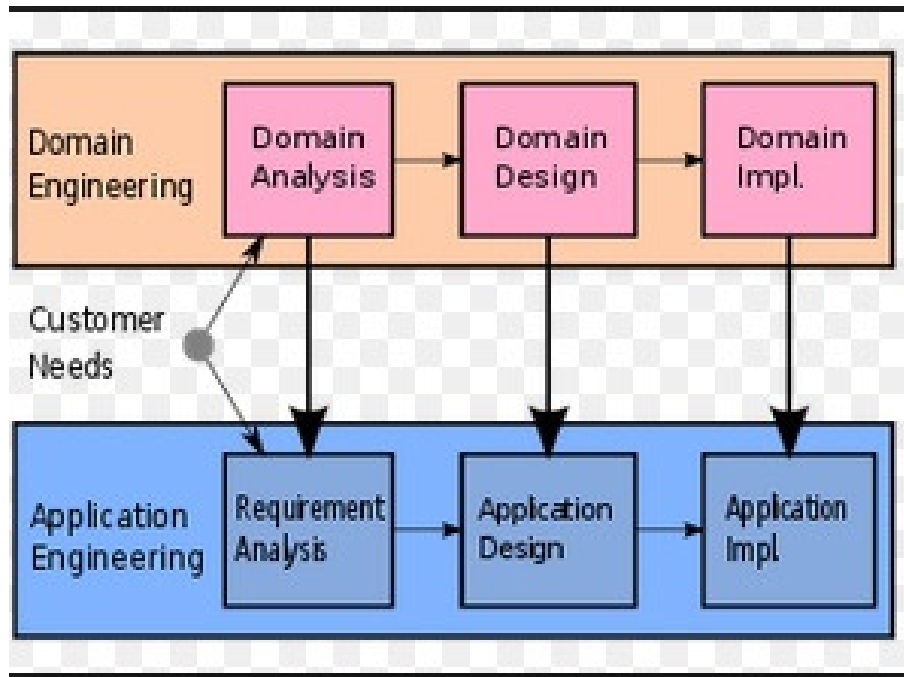 Domain
Engineering
Domain
Analysis
Domain
Design
Domain
Impl.
Customer
Needs
Application
Engineering
Requirement
Analysis
Application
Design
Application
Impl